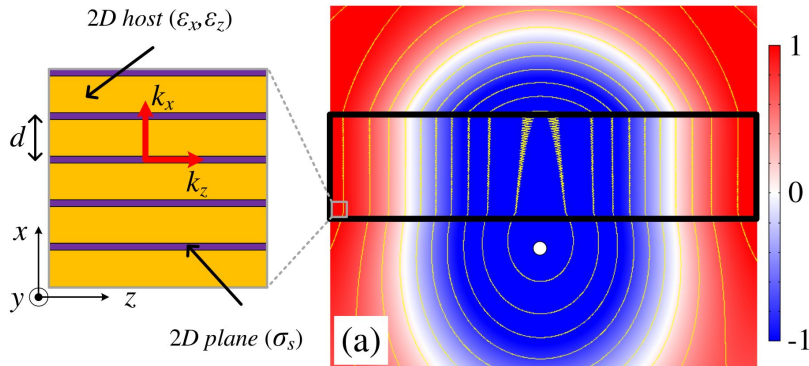 2D host (εx,εz)
kx
d
kz
x
y
z
2D plane (σs)
(a)
1
0
-1